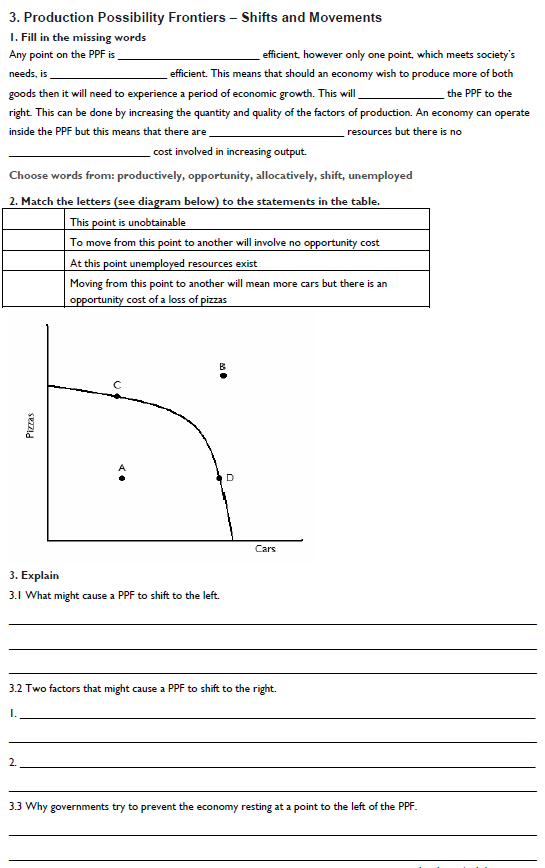 3. Production Possibility Frontiers – Shifts and Movements
1. Fill in the missing words
Any point on the PPF is ______________ efficient, however only one point, which meets society's
needs, is ______________ efficient. This means that should an economy wish to produce more of both
goods then it will need to experience a period of economic growth. This will ______________ the PPF to the
right. This can be done by increasing the quantity and quality of the factors of production. An economy can operate
inside the PPF but this means that there are ______________ resources but there is no
______________ cost involved in increasing output.
Choose words from: productively, opportunity, allocatively, shift, unemployed
2. Match the letters (see diagram below) to the statements in the table.
This point is unobtainable
To move from this point to another will involve no opportunity cost
At this point unemployed resources exist
Moving from this point to another will mean more cars but there is an
opportunity cost of a loss of pizzas
B
C
Pizzas
A
D
Cars
3. Explain
3.1 What might cause a PPF to shift to the left.
3.2 Two factors that might cause a PPF to shift to the right.
1.
2.
3.3 Why governments try to prevent the economy resting at a point to the left of the PPF.